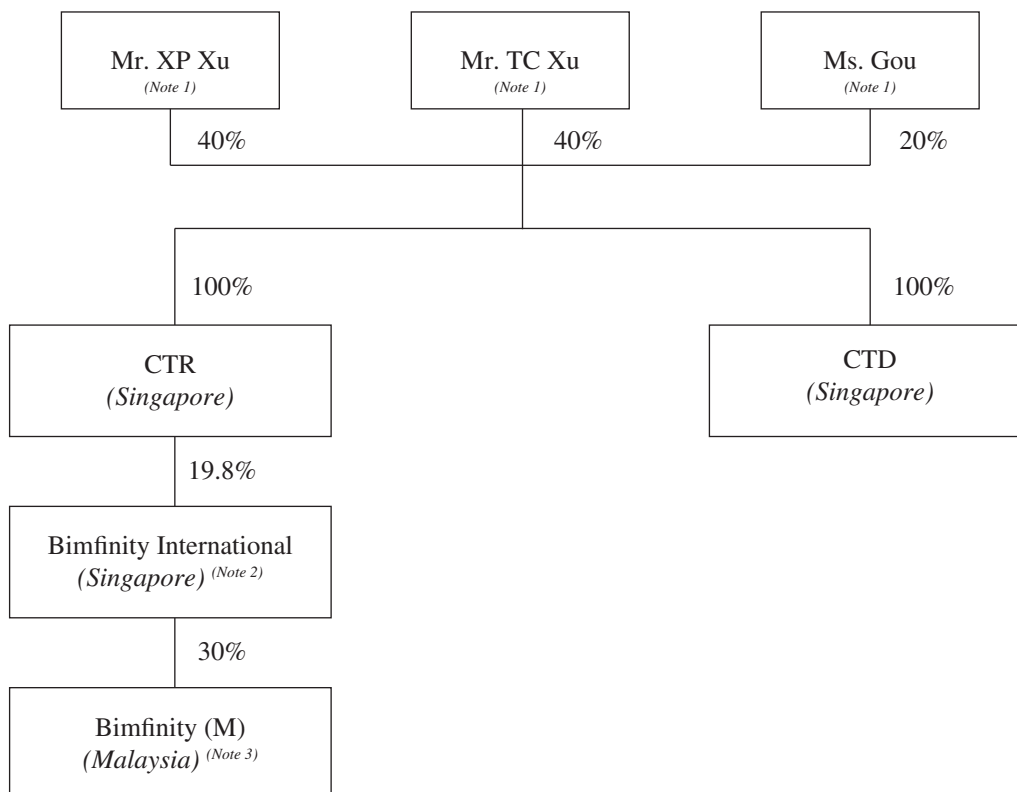 Mr. XP Xu
(Note 1)
Mr. TC Xu
(Note 1)
Ms. Gou
(Note 1)
40%
40%
20%
100%
100%
CTR
(Singapore)
CTD
(Singapore)
19.8%
Bimfinity International
(Singapore) (Note 2)
30%
Bimfinity (M)
(Malaysia) (Note 3)